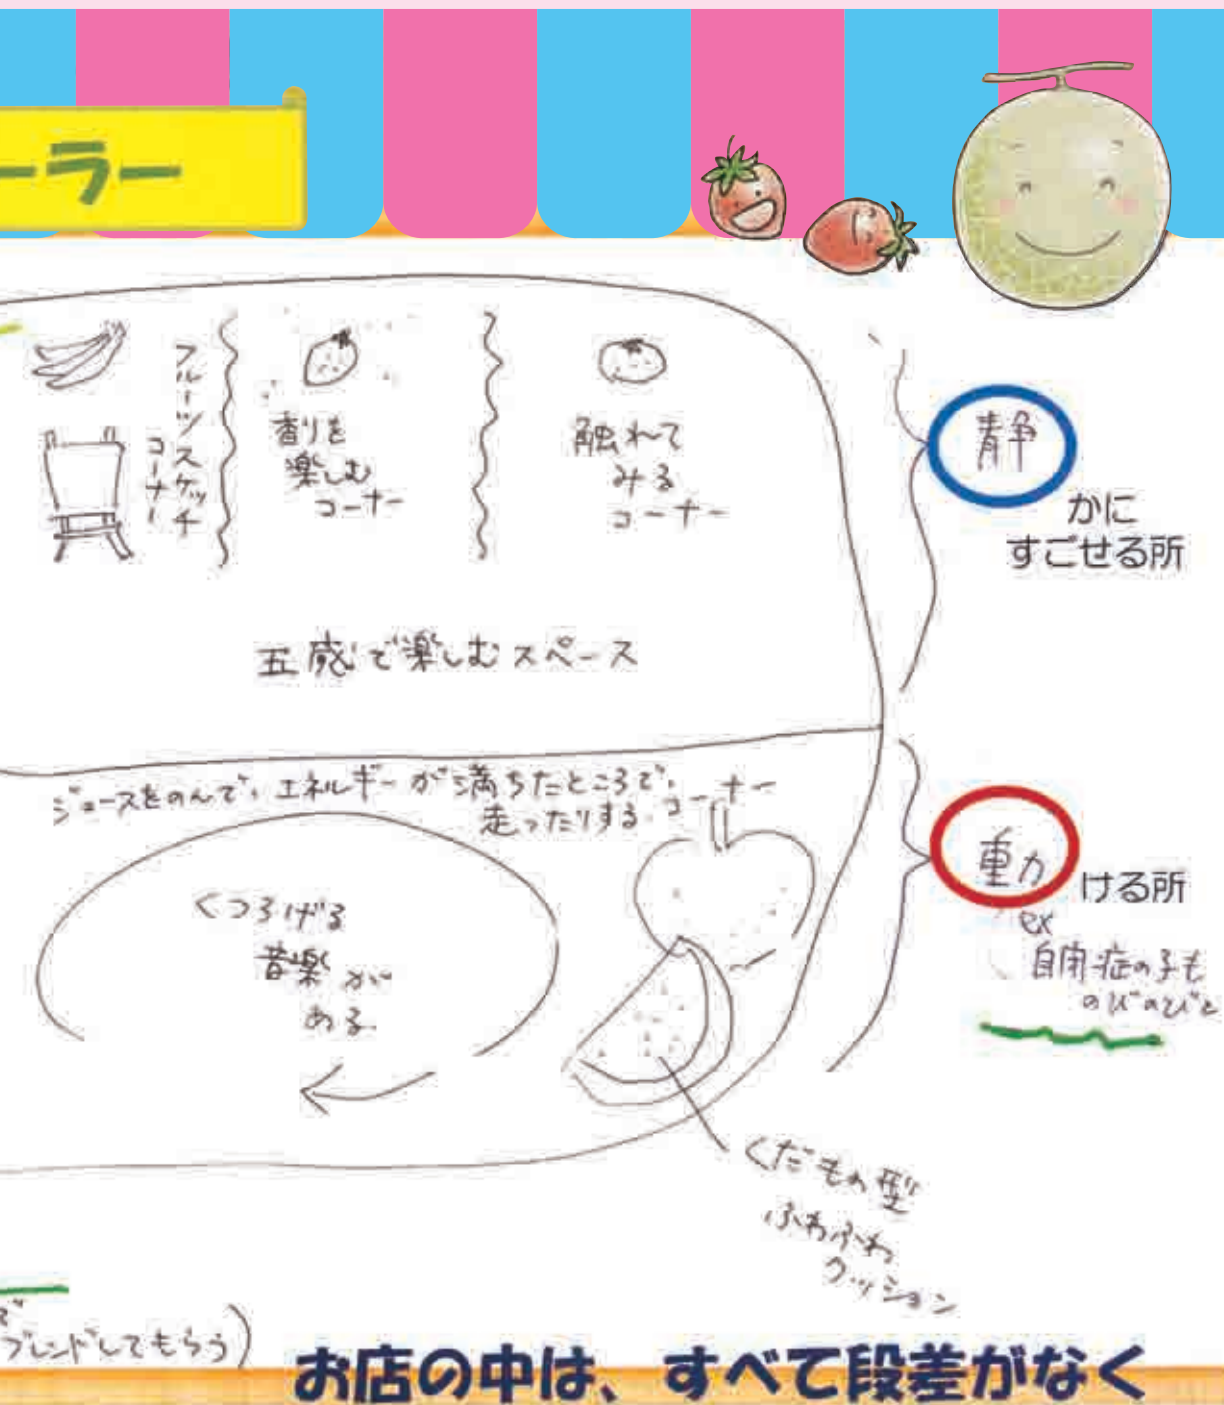 ーラー
フルーツスケッチ
コーナー
香りを
楽しむ
コーナー
触れて
みる
コーナー
静
かに
すごせる所
五感で楽しむスペース
ジュースをのんで、エネルギーが満ちたところで、
走ったりする。コーナー
くつろげる
音楽が
ある
動
ける所
ex
自閉症の子も
のびのびと
くだもの型
ふわふわ
クッション
で
ブレンドしてもらう)
お店の中は、すべて段差がなく